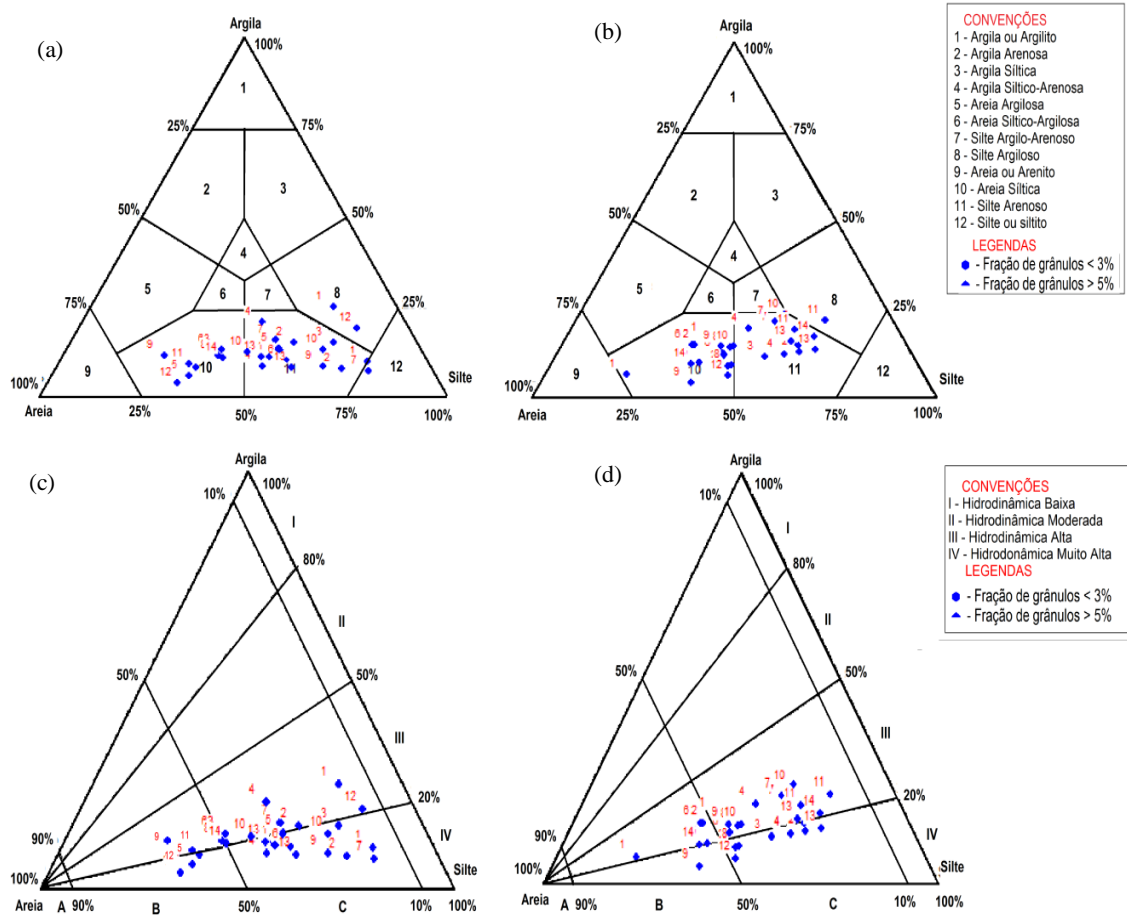 (a)
Argila
100%
1
25%
75%
2
3
50%
50%
4
5
6
7
8
75%
25%
9
10
11
12
100%
Silte
Areia
25%
50%
75%
100%
(b)
Argila
100%
1
25%
75%
2
3
50%
50%
4
5
6
7
8
75%
25%
9
10
11
12
100%
Silte
Areia
25%
50%
75%
100%
CONVENÇÕES
1 - Argila ou Argilito
2 - Argila Arenosa
3 - Argila Síltica
4 - Argila Siltico-Arenosa
5 - Areia Argilosa
6 - Areia Síltico-Argilosa
7 - Silte Argilo-Arenoso
8 - Silte Argiloso
9 - Areia ou Arenito
10 - Areia Síltica
11 - Silte Arenoso
12 - Silte ou siltito
LEGENDAS
- Fração de grânulos < 3%
- Fração de grânulos > 5%
(c)
Argila
100%
10%
I
80%
II
50%
50%
III
20%
90%
IV
100%
Silte
Areia
A
90%
B
50%
C
10%
100%
(d)
Argila
100%
10%
I
80%
II
50%
50%
III
20%
90%
IV
100%
Silte
Areia
A
90%
B
50%
C
10%
100%
CONVENÇÕES
I - Hidrodinâmica Baixa
II - Hidrodinâmica Moderada
III - Hidrodinâmica Alta
IV - Hidrodonâmica Muito Alta
LEGENDAS
- Fração de grânulos < 3%
- Fração de grânulos > 5%